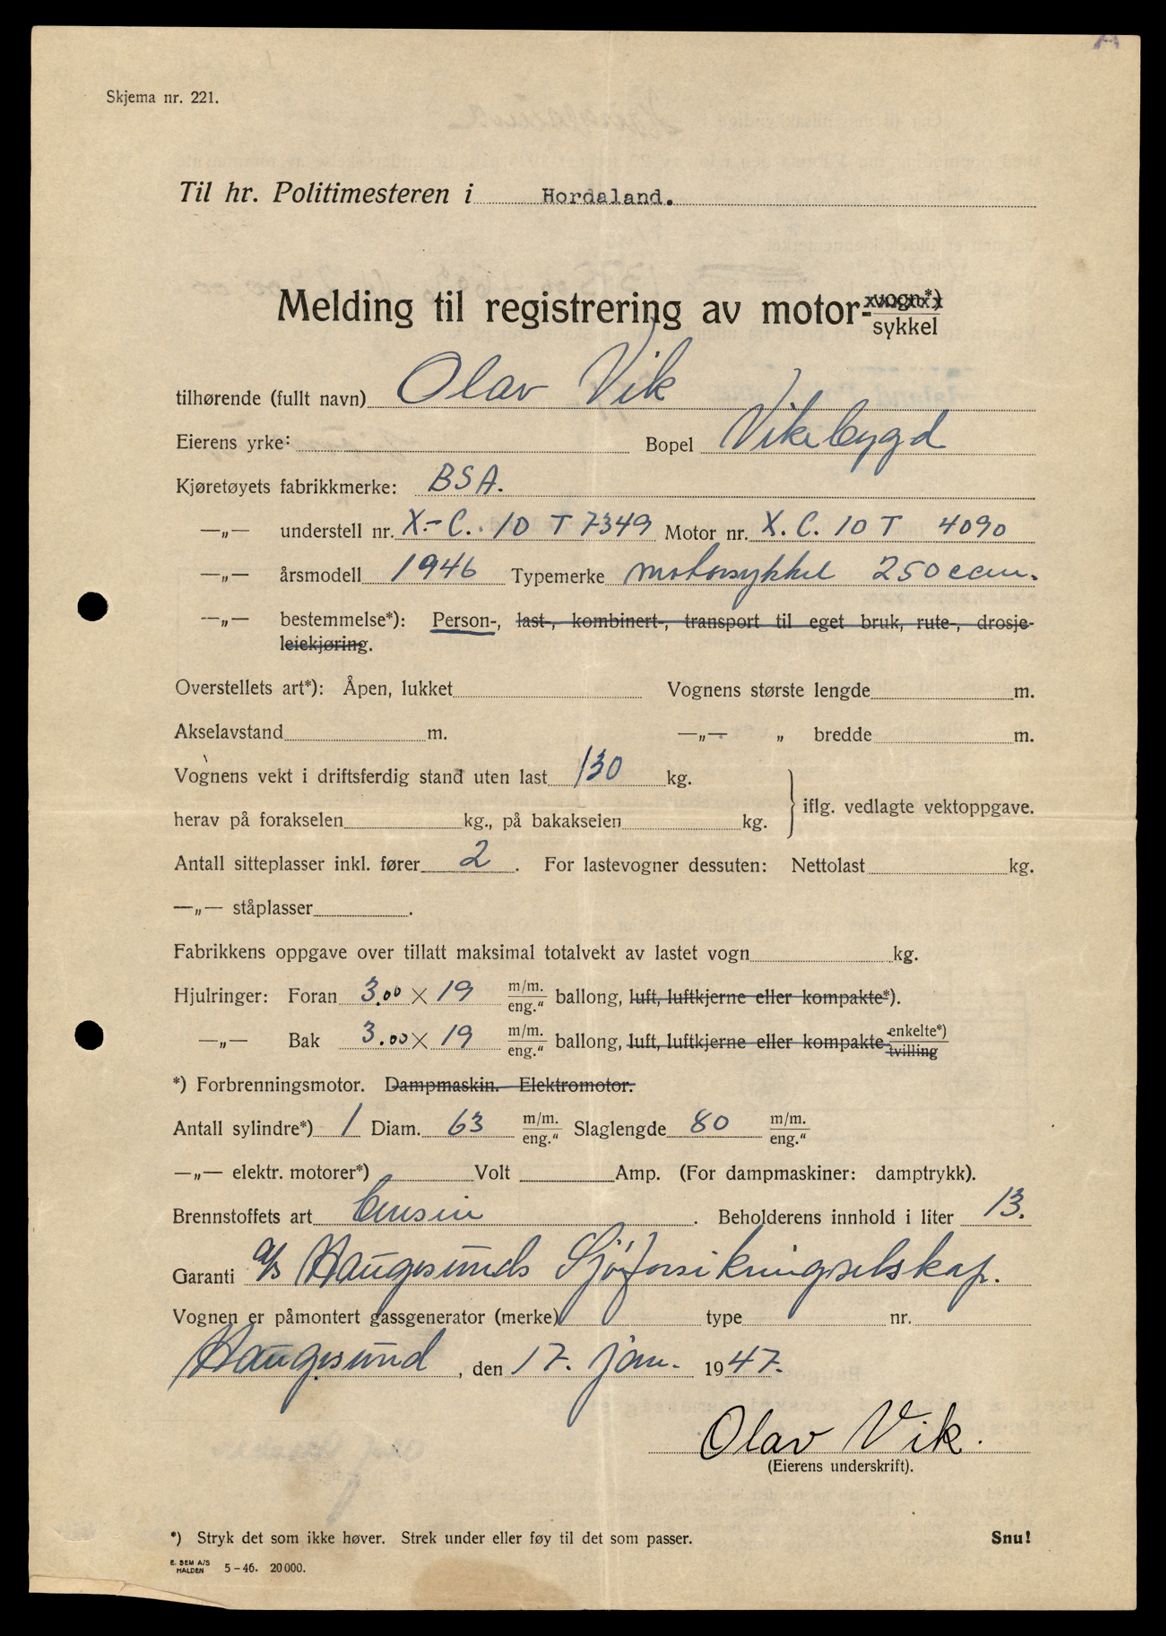 Skjema nr. 221.
Til hr. Politimesteren i Hordaland.
Melding til registrering av motor-vogn*)
sykkel
tilhørende (fullt navn) Olav Vik
Eierens yrke: Bopel Vikebygd
Kjøretøyets fabrikkmerke: BSA.
—„— understell nr. X.-C. 10 T 7349 Motor nr. X. C. 10 T 4090
—„— årsmodell 1946 Typemerke motorsykkel 250 ccm.
—„— bestemmelse*): Person-, last-, kombinert-, transport til eget bruk, rute-, drosje-
leiekjøring.
Overstellets art*): Åpen, lukket Vognens største lengde m.
Akselavstand m. —„— „ bredde m.
Vognens vekt i driftsferdig stand uten last 130 kg.
iflg. vedlagte vektoppgave.
herav på forakselen kg., på bakakselen kg.
Antall sitteplasser inkl. fører 2 . For lastevogner dessuten: Nettolast kg.
—„— ståplasser .
Fabrikkens oppgave over tillatt maksimal totalvekt av lastet vogn kg.
Hjulringer: Foran 3.00 X 19 m/m. eng." ballong, luft, luftkjerne eller kompakte*).
—„— Bak 3.00 X 19 m/m. eng." ballong, luft, luftkjerne eller kompakte- enkelte*) tvilling
*) Forbrenningsmotor. Dampmaskin. Elektromotor.
Antall sylindre*) 1 Diam. 63 m/m. eng." Slaglengde 80 m/m. eng."
—„— elektr. motorer*) Volt Amp. (For dampmaskiner: damptrykk).
Brennstoffets art bensin . Beholderens innhold i liter 13.
Garanti a/s Haugesunds Sjøforsikringselskap.
Vognen er påmontert gassgenerator (merke) type nr.
Haugesund , den 17. jan. 1947.
Olav Vik.
(Eierens underskrift).
*) Stryk det som ikke høver. Strek under eller føy til det som passer. Snu!
E. SEM A/S
HALDEN 5-46. 20 000.